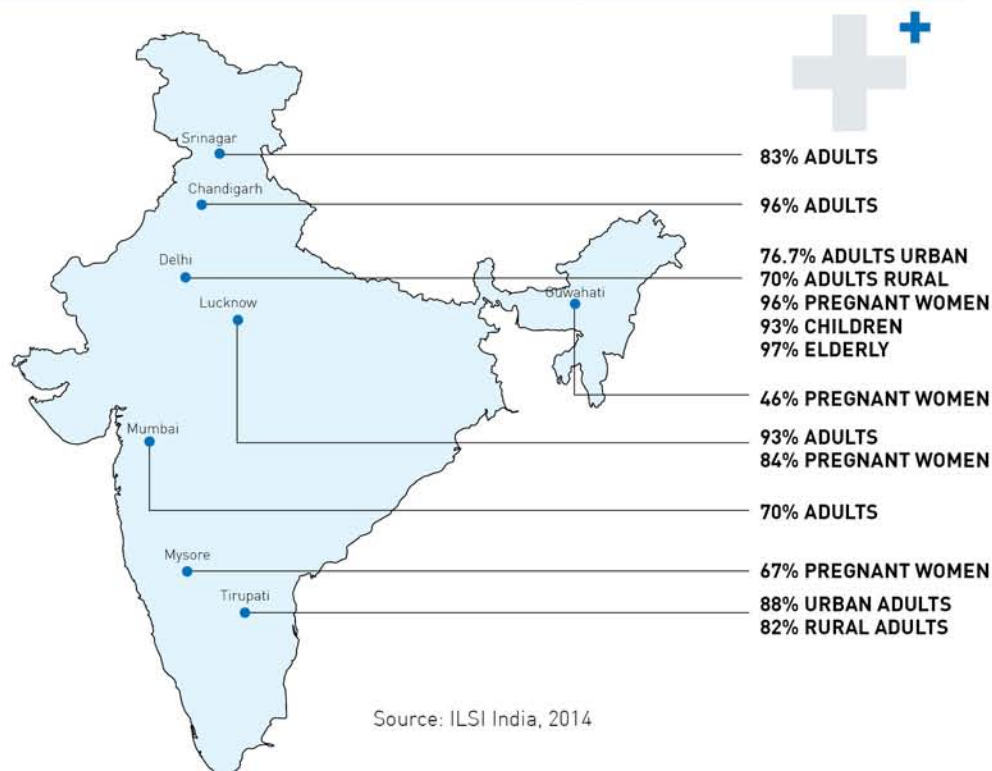 Srinagar
83% ADULTS
Chandigarh
96% ADULTS
Delhi
76.7% ADULTS URBAN
70% ADULTS RURAL
96% PREGNANT WOMEN
93% CHILDREN
97% ELDERLY
Guwahati
46% PREGNANT WOMEN
Lucknow
93% ADULTS
84% PREGNANT WOMEN
Mumbai
70% ADULTS
Mysore
67% PREGNANT WOMEN
Tirupati
88% URBAN ADULTS
82% RURAL ADULTS
Source: ILSI India, 2014